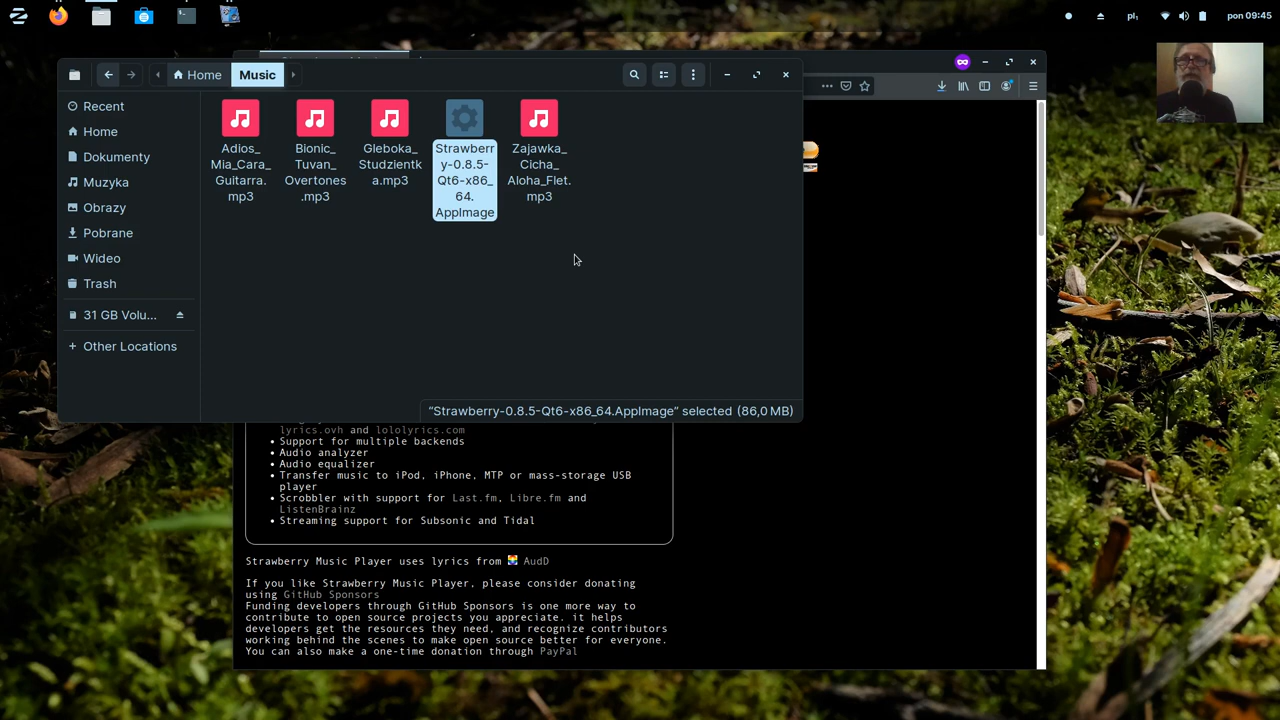 pl₁
pon 09:45
Home
Music
Recent
Home
Dokumenty
Muzyka
Obrazy
Pobrane
Wideo
Trash
31 GB Volu...
Other Locations
Adios_
Mia_Cara_
Guitarra.
mp3
Bionic_
Tuvan_
Overtones
.mp3
Gleboka_
Studzientk
a.mp3
Strawberr
y-0.8.5-
Qt6-x86_
64.
AppImage
Zajawka_
Cicha_
Aloha_Flet.
mp3
“Strawberry-0.8.5-Qt6-x86_64.AppImage” selected (86,0 MB)
lyrics.ovh and lololyrics.com
• Support for multiple backends
• Audio analyzer
• Audio equalizer
• Transfer music to iPod, iPhone, MTP or mass-storage USB
player
• Scrobbler with support for Last.fm, Libre.fm and
ListenBrainz
• Streaming support for Subsonic and Tidal
Strawberry Music Player uses lyrics from AudD
If you like Strawberry Music Player, please consider donating
using GitHub Sponsors
Funding developers through GitHub Sponsors is one more way to
contribute to open source projects you appreciate. it helps
developers get the resources they need, and recognize contributors
working behind the scenes to make open source better for everyone.
You can also make a one-time donation through PayPal